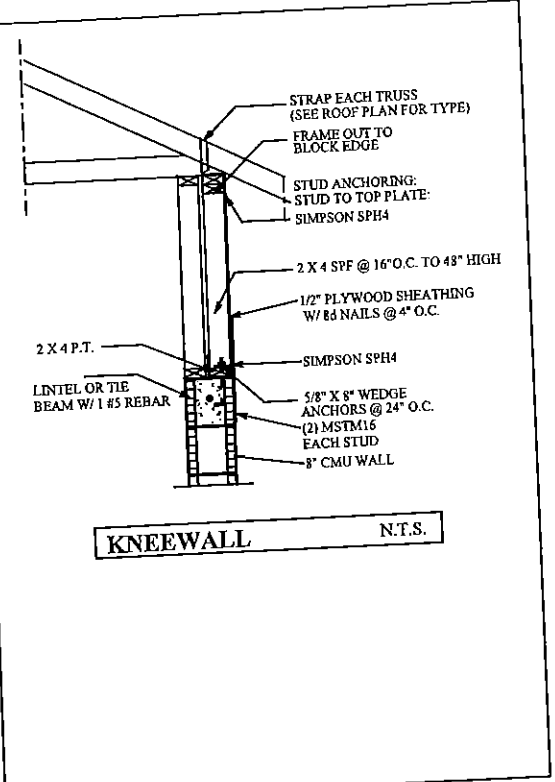 STRAP EACH TRUSS
(SEE ROOF PLAN FOR TYPE)
FRAME OUT TO
BLOCK EDGE
STUD ANCHORING:
STUD TO TOP PLATE:
SIMPSON SPH4
2 X 4 SPF @ 16"O.C. TO 48" HIGH
1/2" PLYWOOD SHEATHING
W/ 8d NAILS @ 4" O.C.
2 X 4 P.T.
SIMPSON SPH4
LINTEL OR TIE
BEAM W/ 1 #5 REBAR
5/8" X 8" WEDGE
ANCHORS @ 24" O.C.
(2) MSTM16
EACH STUD
8" CMU WALL
KNEEWALL N.T.S.